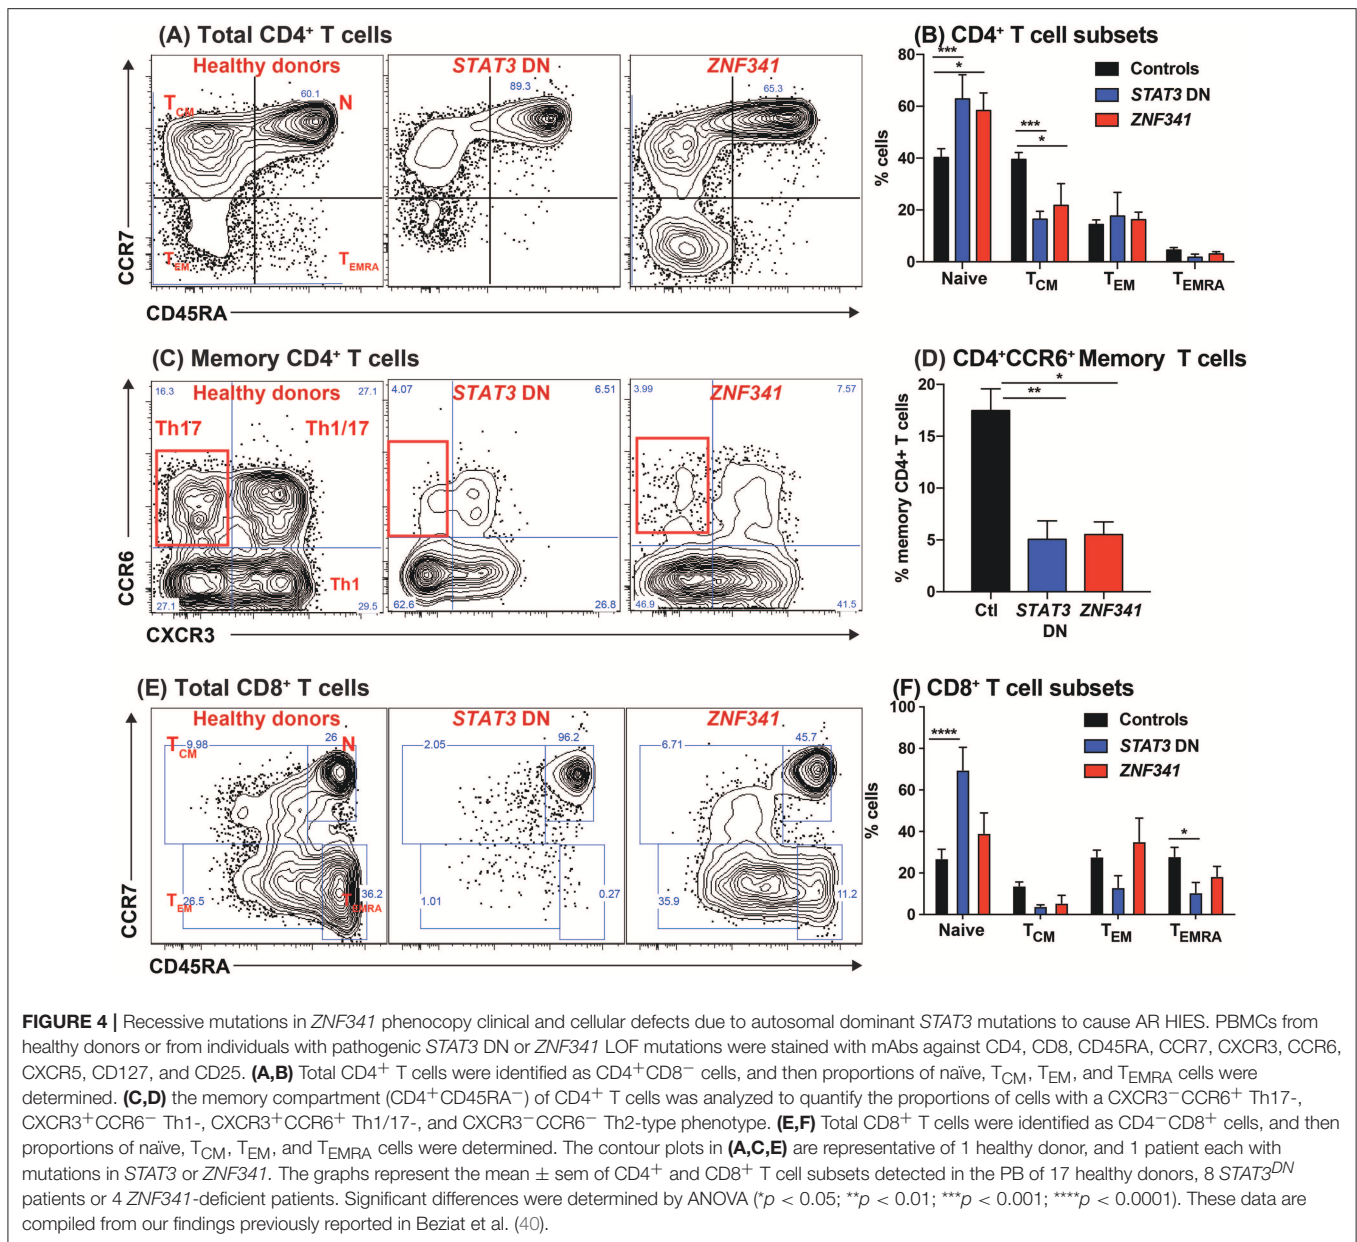 (A) Total CD4+ T cells
Healthy donors
STAT3 DN
ZNF341
TCM
60.1
N
89.3
65.3
TEM
TEMRA
CCR7
CD45RA
(B) CD4+ T cell subsets
***
*
Controls
STAT3 DN
ZNF341
***
*
% cells
80
60
40
20
0
Naive TCM TEM TEMRA
(C) Memory CD4+ T cells
Healthy donors
STAT3 DN
ZNF341
16.3 27.1 4.07 6.51 3.99 7.57
Th17 Th1/17
Th1
27.1 29.5 62.6 26.8 46.9 41.5
CCR6
CXCR3
(D) CD4+CCR6+ Memory T cells
*
**
% memory CD4+ T cells
20
15
10
5
0
Ctl STAT3 DN ZNF341
(E) Total CD8+ T cells
Healthy donors
STAT3 DN
ZNF341
TCM
9.98 26 N 2.05 96.2 6.71 45.7
TEM
26.5 36.2 1.01 0.27 35.9 11.2
TEMRA
CCR7
CD45RA
(F) CD8+ T cell subsets
****
Controls
STAT3 DN
ZNF341
*
% cells
100
80
60
40
20
0
Naive TCM TEM TEMRA
FIGURE 4 | Recessive mutations in ZNF341 phenocopy clinical and cellular defects due to autosomal dominant STAT3 mutations to cause AR HIES. PBMCs from
healthy donors or from individuals with pathogenic STAT3 DN or ZNF341 LOF mutations were stained with mAbs against CD4, CD8, CD45RA, CCR7, CXCR3, CCR6,
CXCR5, CD127, and CD25. (A,B) Total CD4+ T cells were identified as CD4+CD8− cells, and then proportions of naïve, TCM, TEM, and TEMRA cells were
determined. (C,D) the memory compartment (CD4+CD45RA−) of CD4+ T cells was analyzed to quantify the proportions of cells with a CXCR3−CCR6+ Th17-,
CXCR3+CCR6− Th1-, CXCR3+CCR6+ Th1/17-, and CXCR3−CCR6− Th2-type phenotype. (E,F) Total CD8+ T cells were identified as CD4−CD8+ cells, and then
proportions of naïve, TCM, TEM, and TEMRA cells were determined. The contour plots in (A,C,E) are representative of 1 healthy donor, and 1 patient each with
mutations in STAT3 or ZNF341. The graphs represent the mean ± sem of CD4+ and CD8+ T cell subsets detected in the PB of 17 healthy donors, 8 STAT3DN
patients or 4 ZNF341-deficient patients. Significant differences were determined by ANOVA (*p < 0.05; **p < 0.01; ***p < 0.001; ****p < 0.0001). These data are
compiled from our findings previously reported in Beziat et al. (40).